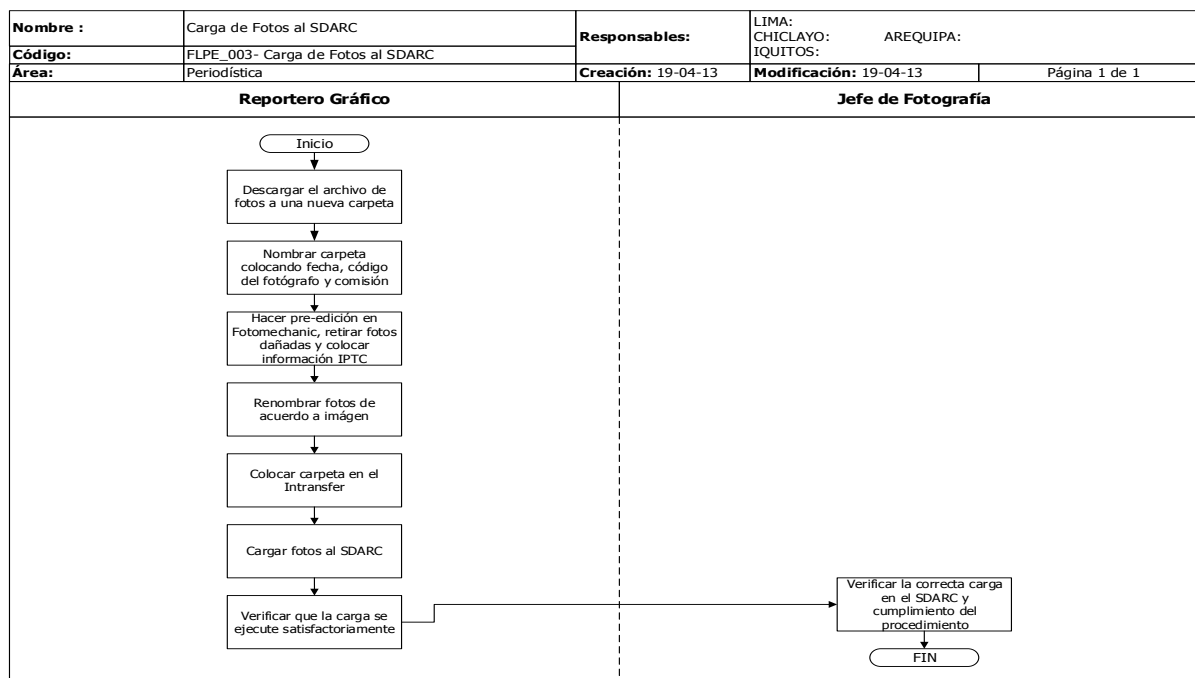 Nombre :
Carga de Fotos al SDARC
Responsables:
LIMA:
CHICLAYO: AREQUIPA:
IQUITOS:
Código:
FLPE_003- Carga de Fotos al SDARC
Área:
Periodística
Creación: 19-04-13
Modificación: 19-04-13
Página 1 de 1
Reportero Gráfico
Jefe de Fotografía
Inicio
Descargar el archivo de
fotos a una nueva carpeta
Nombrar carpeta
colocando fecha, código
del fotógrafo y comisión
Hacer pre-edición en
Fotomechanic, retirar fotos
dañadas y colocar
información IPTC
Renombrar fotos de
acuerdo a imágen
Colocar carpeta en el
Intransfer
Cargar fotos al SDARC
Verificar que la carga se
ejecute satisfactoriamente
Verificar la correcta carga
en el SDARC y
cumplimiento del
procedimiento
FIN